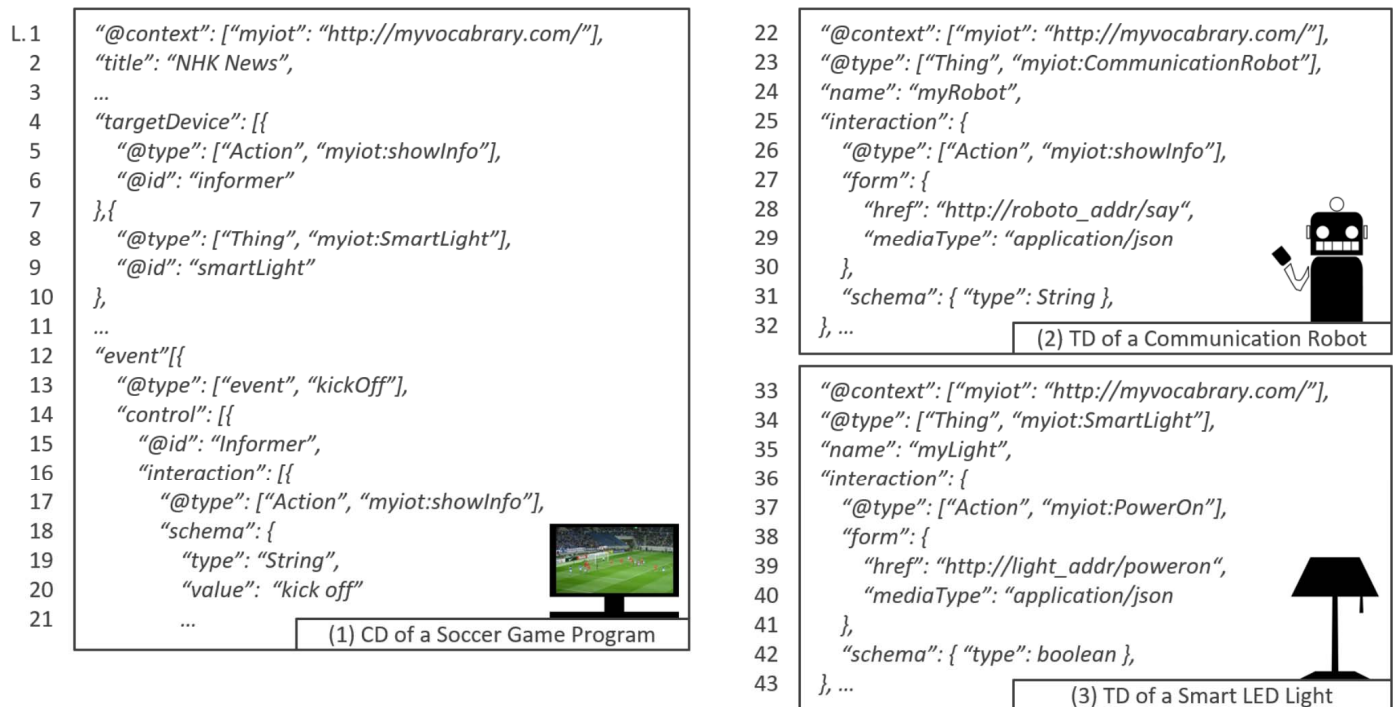 L.1 “@context”: [“myiot”: “http://myvocabrary.com/”],
2 “title”: “NHK News”,
3 ...
4 “targetDevice”: [{
5 “@type”: [“Action”, “myiot:showInfo”],
6 “@id”: “informer”
7 },{
8 “@type”: [“Thing”, “myiot:SmartLight”],
9 “@id”: “smartLight”
10 },
11 ...
12 “event”[{
13 “@type”: [“event”, “kickOff”],
14 “control”: [{
15 “@id”: “Informer”,
16 “interaction”: [{
17 “@type”: [“Action”, “myiot:showInfo”],
18 “schema”: {
19 “type”: “String”,
20 “value”: “kick off”
21 ...
(1) CD of a Soccer Game Program
22 “@context”: [“myiot”: “http://myvocabrary.com/”],
23 “@type”: [“Thing”, “myiot:CommunicationRobot”],
24 “name”: “myRobot”,
25 “interaction”: {
26 “@type”: [“Action”, “myiot:showInfo”],
27 “form”: {
28 “href”: “http://roboto_addr/say“,
29 “mediaType”: “application/json
30 },
31 “schema”: { “type”: String },
32 }, ...
(2) TD of a Communication Robot
33 “@context”: [“myiot”: “http://myvocabrary.com/”],
34 “@type”: [“Thing”, “myiot:SmartLight”],
35 “name”: “myLight”,
36 “interaction”: {
37 “@type”: [“Action”, “myiot:PowerOn”],
38 “form”: {
39 “href”: “http://light_addr/poweron“,
40 “mediaType”: “application/json
41 },
42 “schema”: { “type”: boolean },
43 }, ...
(3) TD of a Smart LED Light